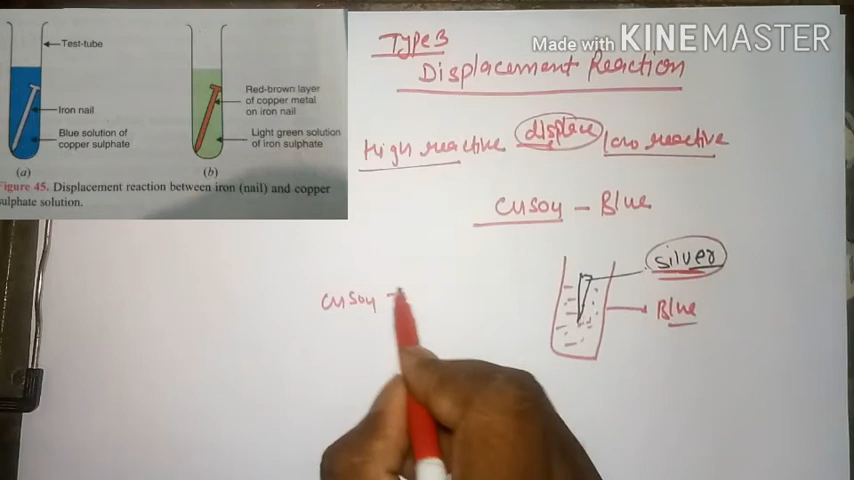 Test-tube
Iron nail
Blue solution of
copper sulphate
(a)
Red-brown layer
of copper metal
on iron nail
Light green solution
of iron sulphate
(b)
Figure 45. Displacement reaction between iron (nail) and copper
sulphate solution.
Made with KINEMASTER
Type 3
Displacement Reaction
High reactive displace low reactive
CuSO4 – Blue
silver
Blue
CuSO4